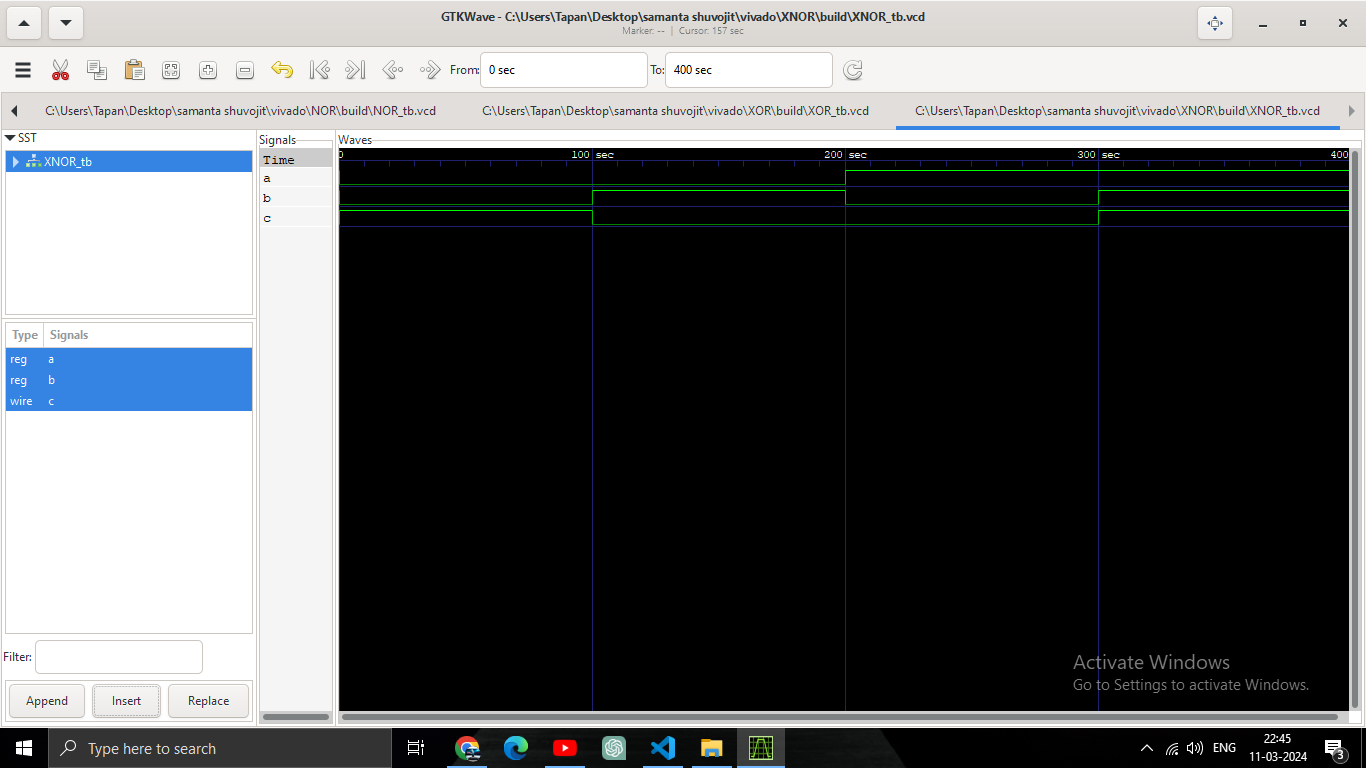 GTKWave - C:\Users\Tapan\Desktop\samanta shuvojit\vivado\XNOR\build\XNOR_tb.vcd
Marker: -- | Cursor: 157 sec
From: 0 sec To: 400 sec
C:\Users\Tapan\Desktop\samanta shuvojit\vivado\NOR\build\NOR_tb.vcd C:\Users\Tapan\Desktop\samanta shuvojit\vivado\XOR\build\XOR_tb.vcd C:\Users\Tapan\Desktop\samanta shuvojit\vivado\XNOR\build\XNOR_tb.vcd
SST
XNOR_tb
Type Signals
reg a
reg b
wire c
Filter:
Append Insert Replace
Signals
Time
a
b
c
Waves
0 100 sec 200 sec 300 sec 400
Activate Windows
Go to Settings to activate Windows.
Type here to search
ENG
22:45
11-03-2024
3